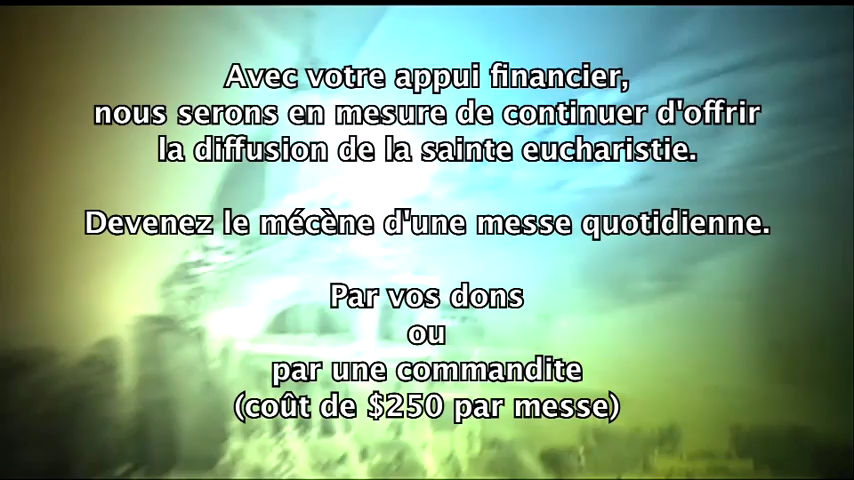 Avec votre appui financier,
nous serons en mesure de continuer d'offrir
la diffusion de la sainte eucharistie.
Devenez le mécène d'une messe quotidienne.
Par vos dons
ou
par une commandite
(coût de $250 par messe)